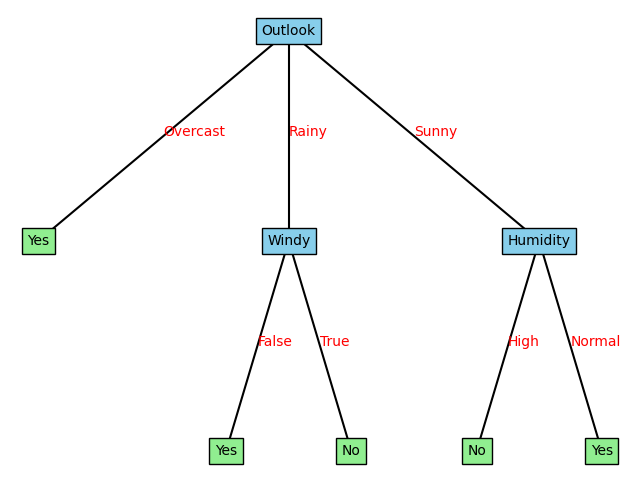 Outlook
Overcast Rainy Sunny
Yes Windy Humidity
False True High Normal
Yes No No Yes